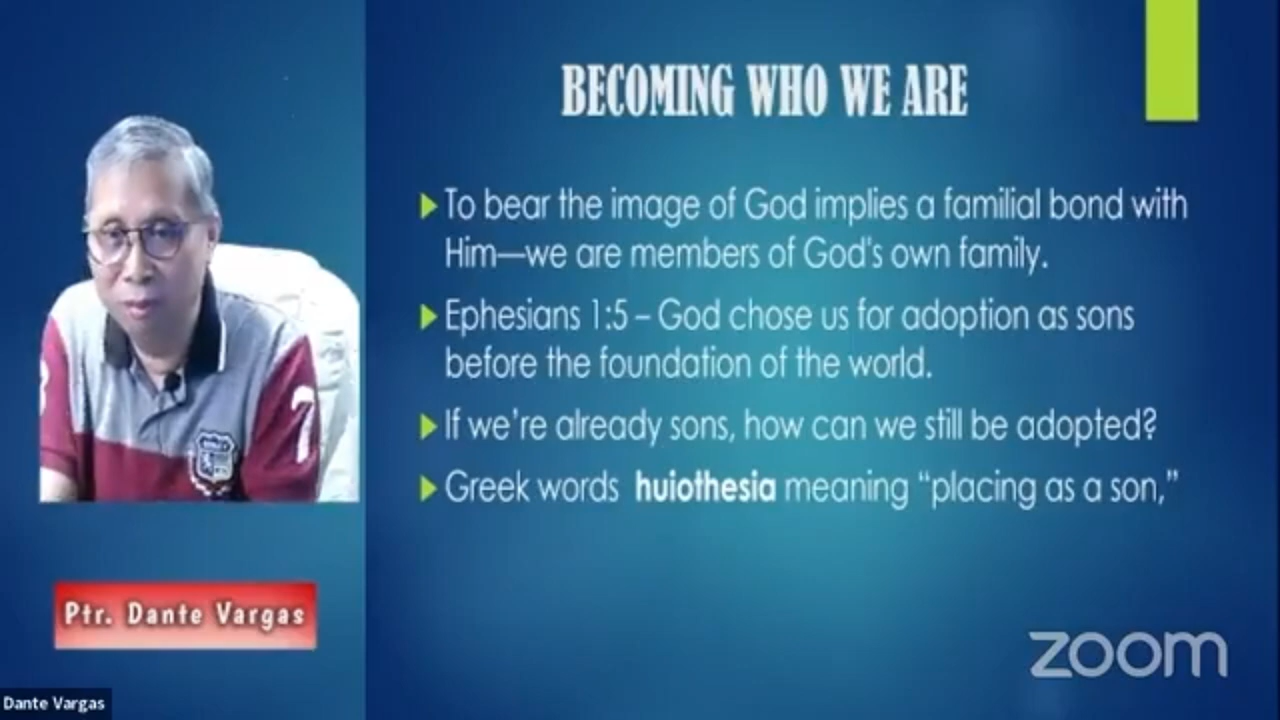 BECOMING WHO WE ARE
To bear the image of God implies a familial bond with
Him—we are members of God's own family.
Ephesians 1:5 – God chose us for adoption as sons
before the foundation of the world.
If we’re already sons, how can we still be adopted?
Greek words huiothesia meaning “placing as a son,”
7
Ptr. Dante Vargas
zoom
Dante Vargas